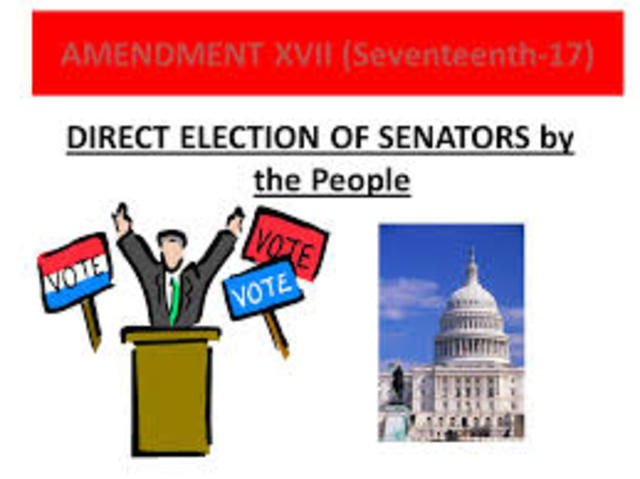 AMENDMENT XVII (Seventeenth-17)
DIRECT ELECTION OF SENATORS by
the People
VOTE
VOTE
VOTE